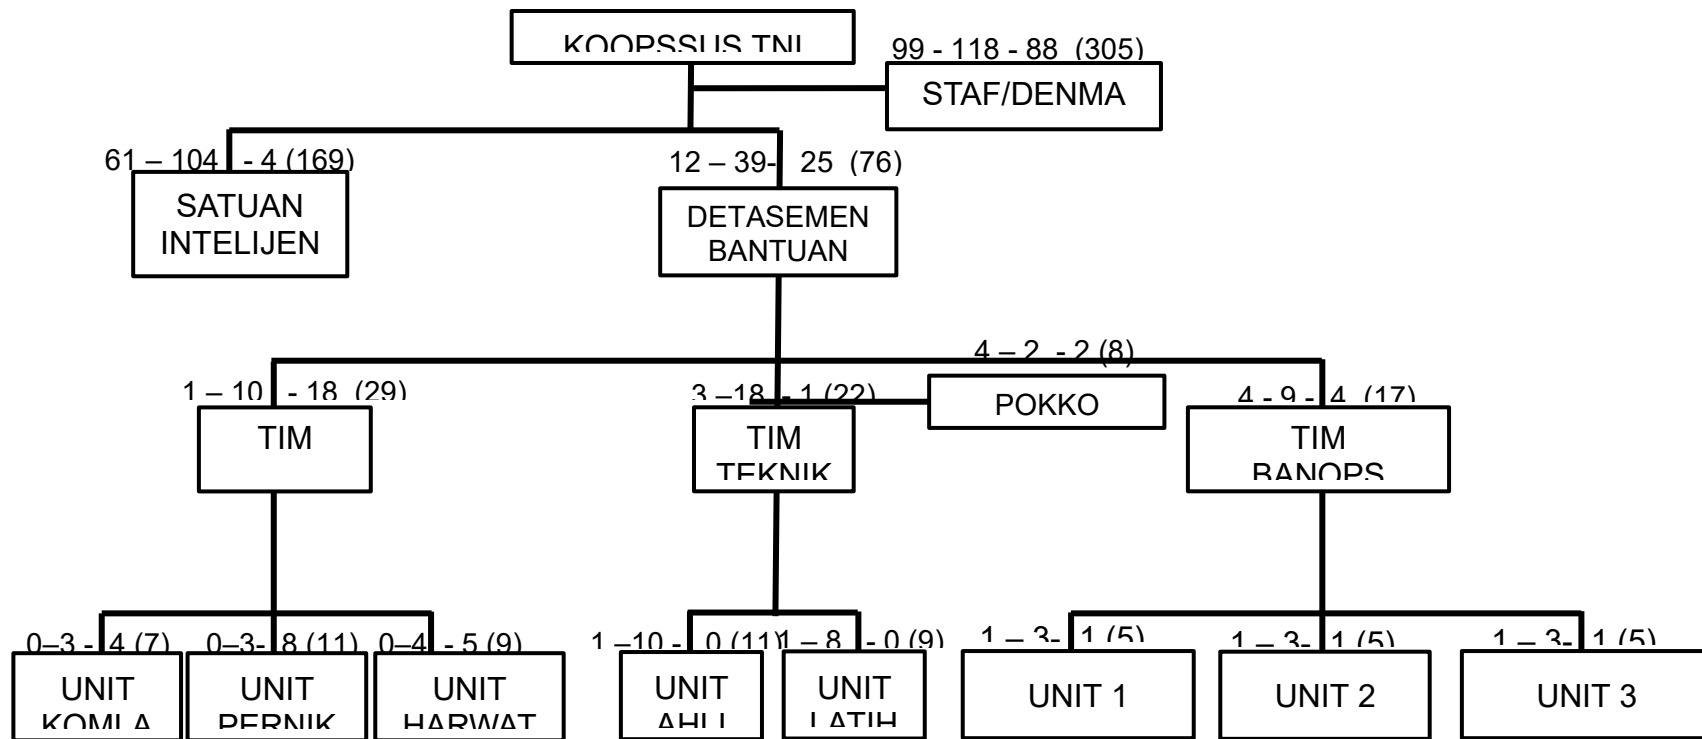 KOOPSSUS TNI
99 - 118 - 88 (305)
STAF/DENMA
61 – 104 - 4 (169)
12 – 39- 25 (76)
SATUAN
INTELIJEN
DETASEMEN
BANTUAN
4 – 2 - 2 (8)
1 – 10 - 18 (29)
3 –18 - 1 (22)
POKKO
4 - 9 - 4 (17)
TIM
TIM
TEKNIK
TIM
BANOPS
0–3 - 4 (7)
0–3- 8 (11)
0–4 - 5 (9)
1 –10 - 0 (11)
1 – 8 - 0 (9)
1 – 3- 1 (5)
1 – 3- 1 (5)
1 – 3- 1 (5)
UNIT
KOMLA
UNIT
PERNIK
UNIT
HARWAT
UNIT
AHLI
UNIT
LATIH
UNIT 1
UNIT 2
UNIT 3